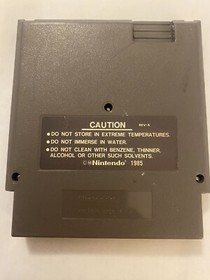 CAUTION REV-A
● DO NOT STORE IN EXTREME TEMPERATURES.
● DO NOT IMMERSE IN WATER.
● DO NOT CLEAN WITH BENZENE, THINNER,
ALCOHOL OR OTHER SUCH SOLVENTS.
Nintendo 1985